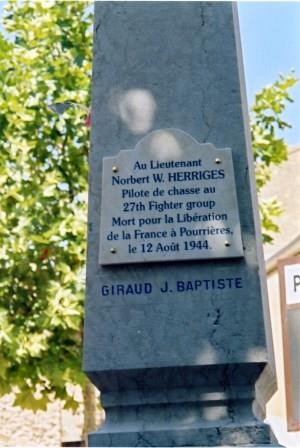 Au Lieutenant
Norbert W. HERRIGES
Pilote de chasse au
27th Fighter group
Mort pour la Libération
de la France à Pourrières,
le 12 Août 1944.
GIRAUD J. BAPTISTE
P